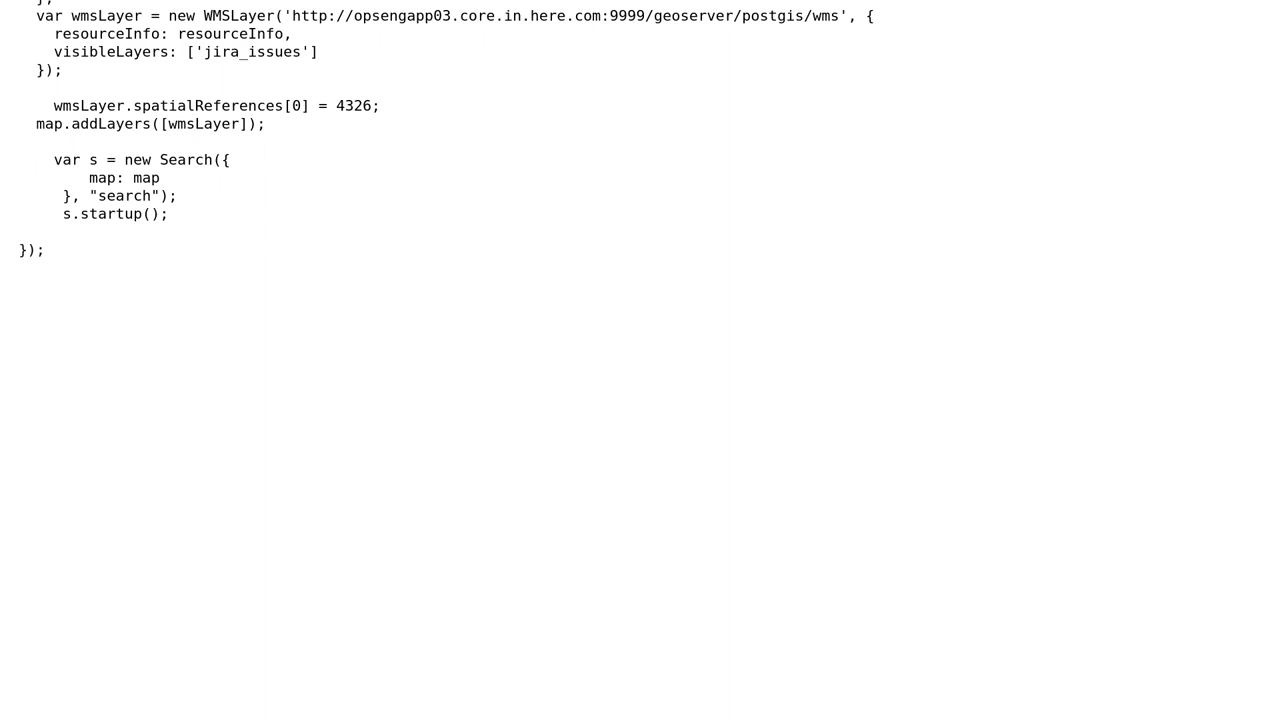 };
var wmsLayer = new WMSLayer('http://opsengapp03.core.in.here.com:9999/geoserver/postgis/wms', {
resourceInfo: resourceInfo,
visibleLayers: ['jira_issues']
});
wmsLayer.spatialReferences[0] = 4326;
map.addLayers([wmsLayer]);
var s = new Search({
map: map
}, "search");
s.startup();
});